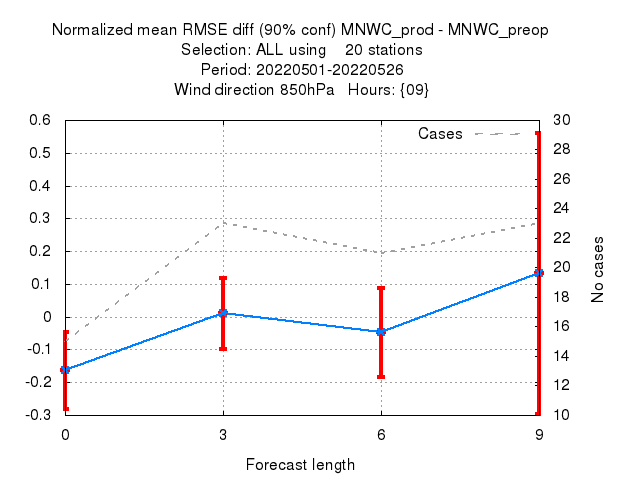 Normalized mean RMSE diff (90% conf) MNWC_prod - MNWC_preop
Selection: ALL using    20 stations
Period: 20220501-20220526
Wind direction 850hPa   Hours: {09}
Cases
0.6
0.5
0.4
0.3
0.2
0.1
0
-0.1
-0.2
-0.3
30
28
26
24
22
20
18
16
14
12
10
No cases
0 3 6 9
Forecast length